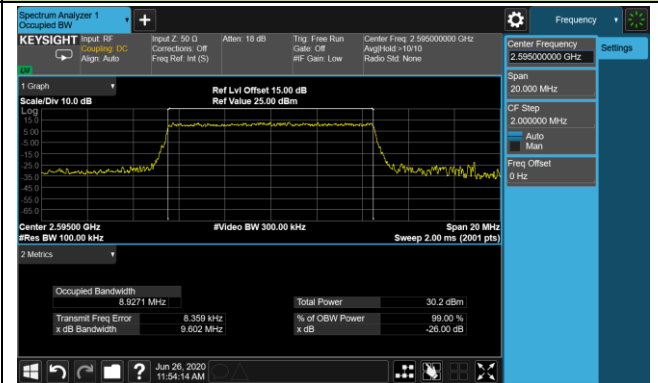 Spectrum Analyzer 1
Occupied BW
Frequency
KEYSIGHT
Input: RF
Coupling: DC
Align: Auto
Input Z: 50 Ω
Corrections: Off
Freq Ref: Int (S)
Atten: 18 dB
Trig: Free Run
Gate: Off
#IF Gain: Low
Center Freq: 2.595000000 GHz
Avg|Hold:>10/10
Radio Std: None
Center Frequency
2.595000000 GHz
Settings
Span
20.000 MHz
CF Step
2.000000 MHz
Auto
Man
Freq Offset
0 Hz
1 Graph
Scale/Div 10.0 dB
Ref Lvl Offset 15.00 dB
Ref Value 25.00 dBm
Log
15.0
5.00
-5.00
-15.0
-25.0
-35.0
-45.0
-55.0
-65.0
Center 2.59500 GHz
#Res BW 100.00 kHz
#Video BW 300.00 kHz
Span 20 MHz
Sweep 2.00 ms (2001 pts)
2 Metrics
Occupied Bandwidth
8.9271 MHz
Total Power 30.2 dBm
Transmit Freq Error 8.359 kHz
% of OBW Power 99.00 %
x dB Bandwidth 9.602 MHz
x dB -26.00 dB
Jun 26, 2020
11:54:14 AM